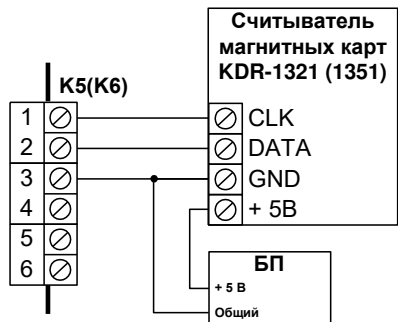 Считыватель
магнитных карт
KDR-1321 (1351)
K5(K6)
1
2
3
4
5
6
CLK
DATA
GND
+ 5В
БП
+ 5 В
Общий